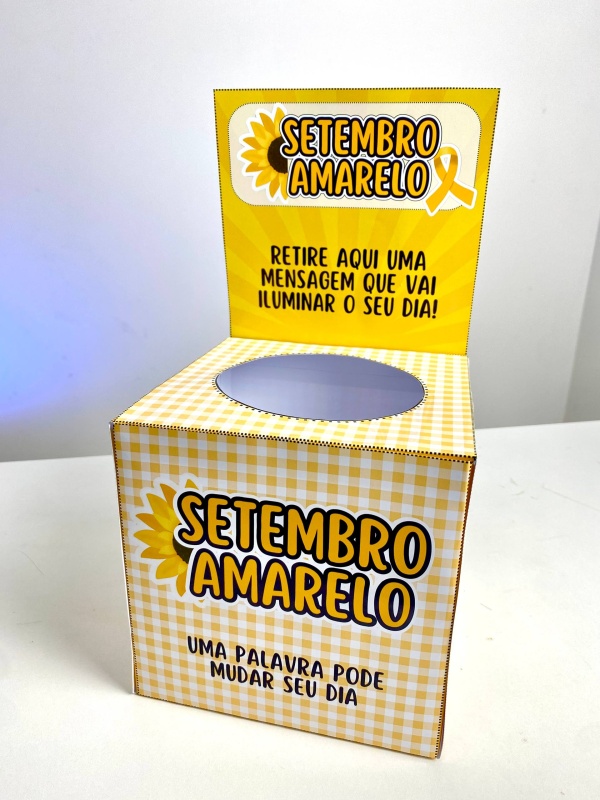 SETEMBRO
AMARELO
RETIRE AQUI UMA
MENSAGEM QUE VAI
ILUMINAR O SEU DIA!
SETEMBRO
AMARELO
UMA PALAVRA PODE
MUDAR SEU DIA